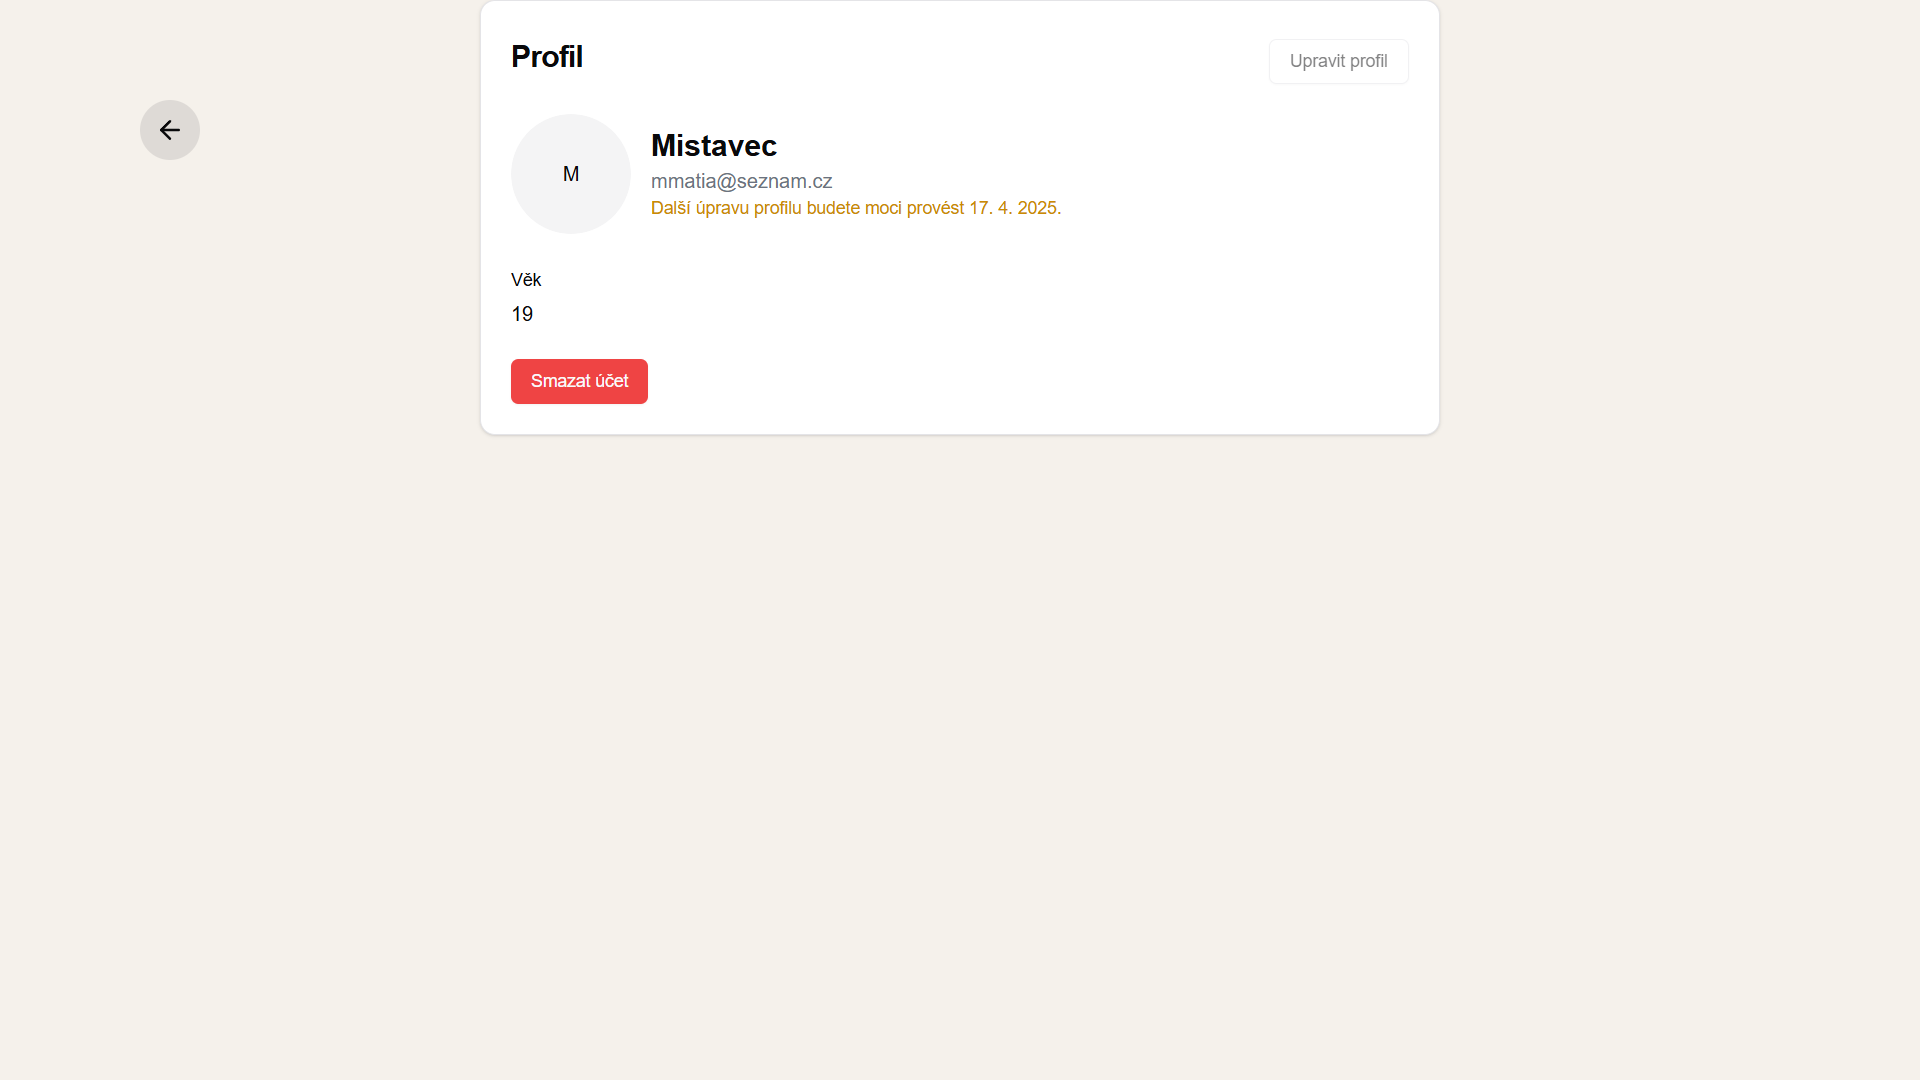 Profil
Upravit profil
M
Mistavec
mmatia@seznam.cz
Další úpravu profilu budete moci provést 17. 4. 2025.
Věk
19
Smazat účet